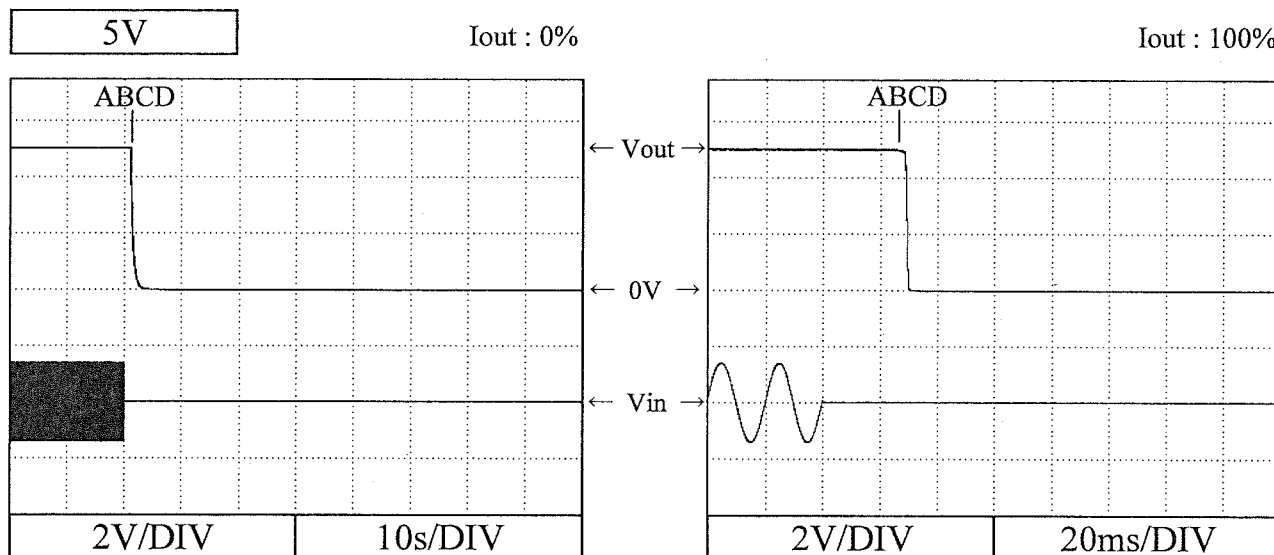 5V
Iout : 0%
Iout : 100%
ABCD
ABCD
← Vout →
← 0V →
← Vin →
2V/DIV
10s/DIV
2V/DIV
20ms/DIV